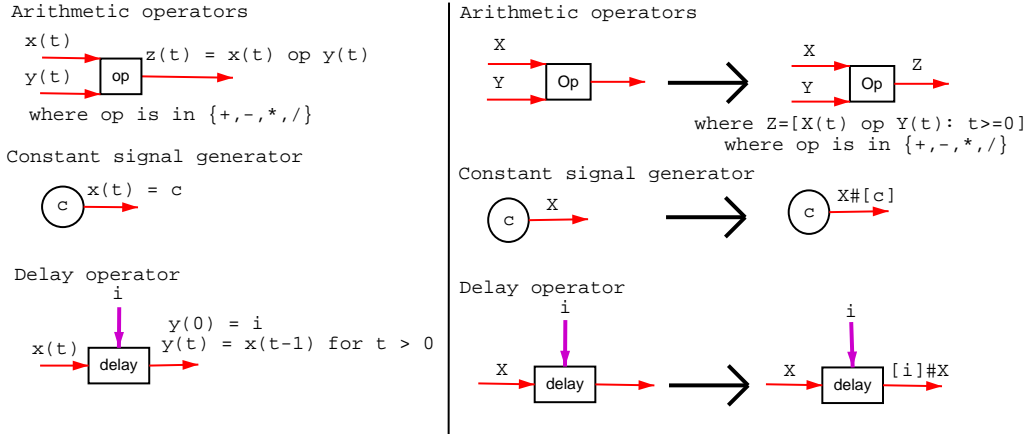 Arithmetic operators
x(t)
z(t) = x(t) op y(t)
y(t)
op
where op is in {+,-,*,/}
Constant signal generator
x(t) = c
c
Delay operator
i
y(0) = i
x(t)
y(t) = x(t-1) for t > 0
delay
Arithmetic operators
X
Y
Op
X
Y
Op
Z
where Z=[X(t) op Y(t): t>=0]
where op is in {+,-,*,/}
Constant signal generator
c
X
c
X#[c]
Delay operator
i
X
delay
i
X
delay
[i]#X